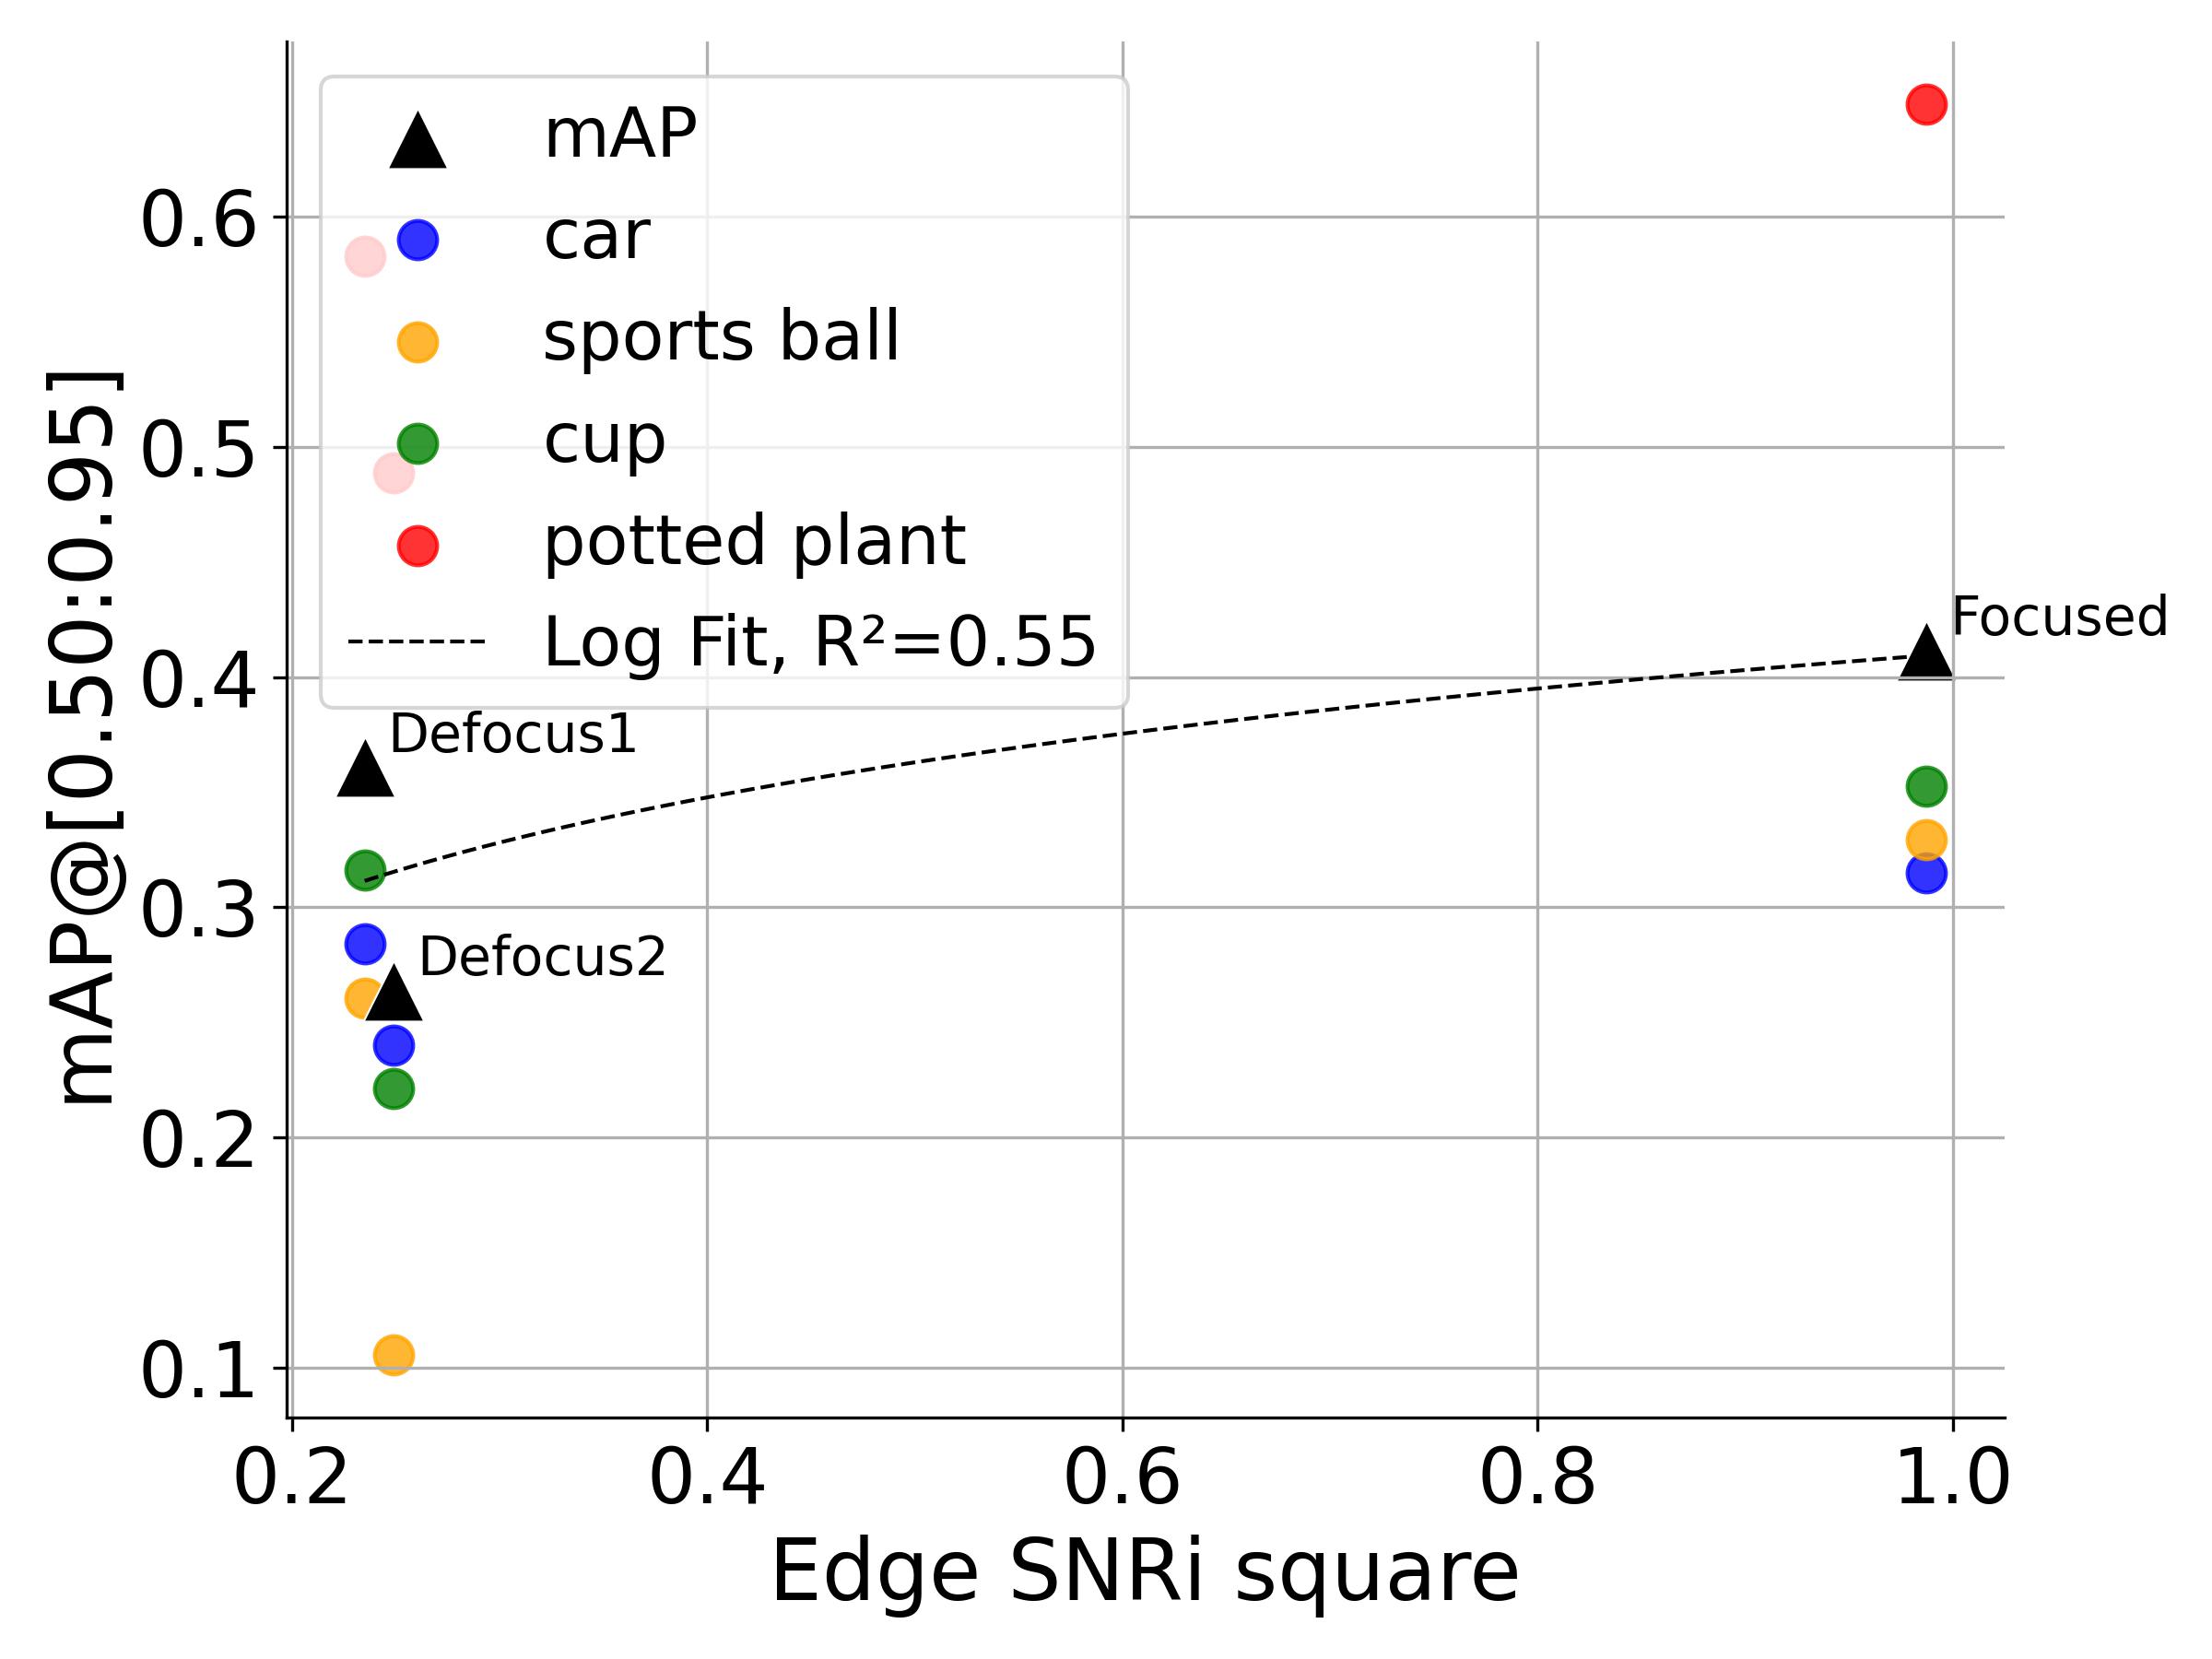 mAP
car
sports ball
cup
potted plant
Log Fit, R²=0.55
Focused
Defocus1
Defocus2
mAP@[0.50:0.95]
0.6
0.5
0.4
0.3
0.2
0.1
0.2 0.4 0.6 0.8 1.0
Edge SNRi square